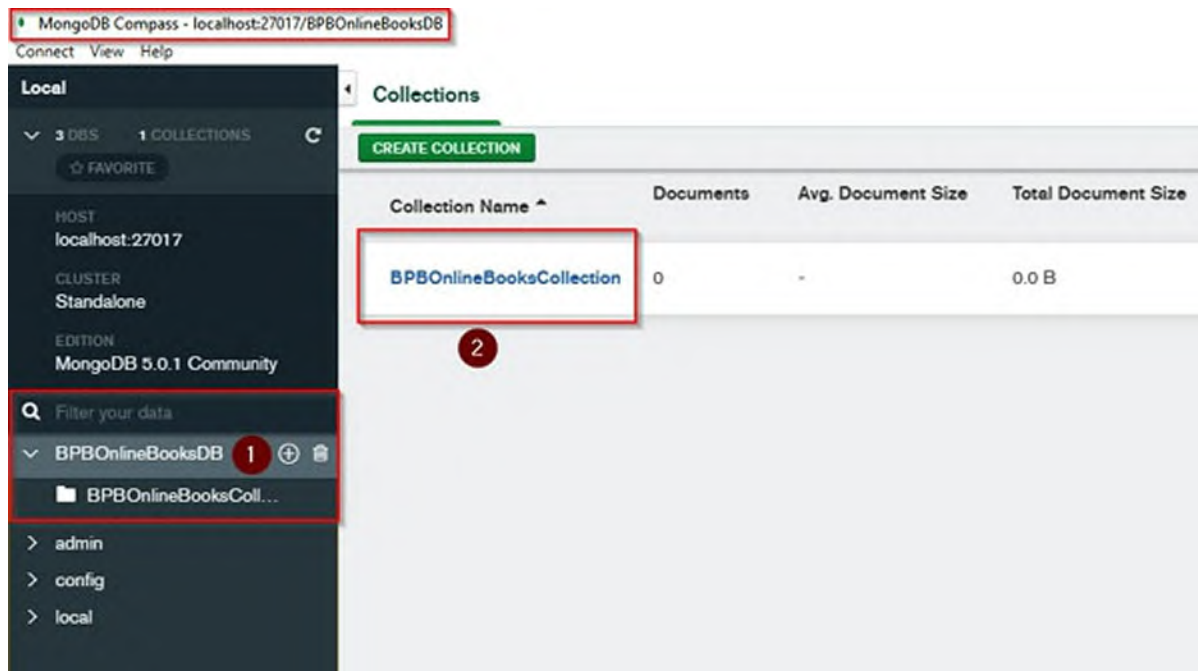 MongoDB Compass - localhost:27017/BPBOnlineBooksDB
Connect View Help
Local
3 DBS 1 COLLECTIONS
FAVORITE
HOST
localhost:27017
CLUSTER
Standalone
EDITION
MongoDB 5.0.1 Community
Filter your data
BPBOnlineBooksDB 1
BPBOnlineBooksColl...
admin
config
local
Collections
CREATE COLLECTION
Collection Name Documents Avg. Document Size Total Document Size
BPBOnlineBooksCollection 0 - 0.0 B
2